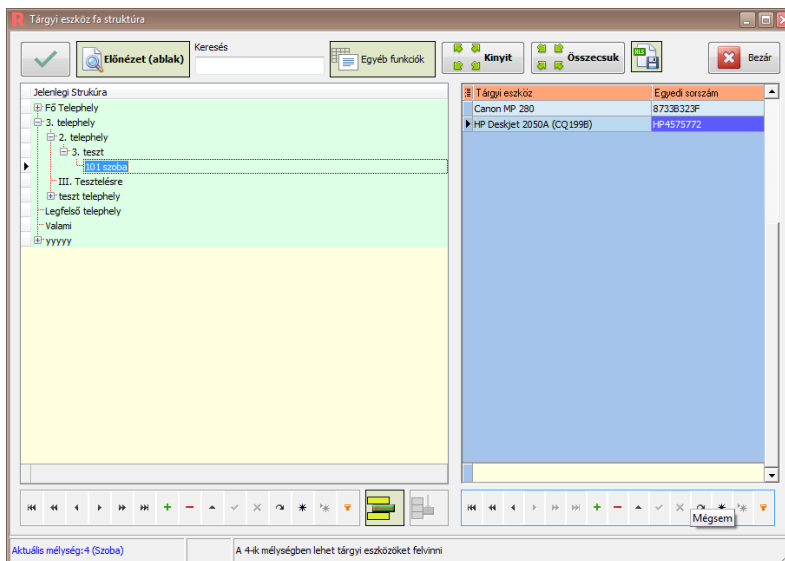 Tárgyi eszköz fa struktúra
Előnézet (ablak)
Keresés
Egyéb funkciók
Kinyit
Összecsuk
XLS
Bezár
Jelenlegi Strukúra
Fő Telephely
3. telephely
2. telephely
3. teszt
101 szoba
III. Tesztelésre
teszt telephely
Legfelső telephely
Valami
yyyyy
Tárgyi eszköz Egyedi sorszám
Canon MP 280 8733B323F
HP Deskjet 2050A (CQ199B) HP4575772
Mégsem
Aktuális mélység:4 (Szoba)
A 4-ik mélységben lehet tárgyi eszközöket felvinni